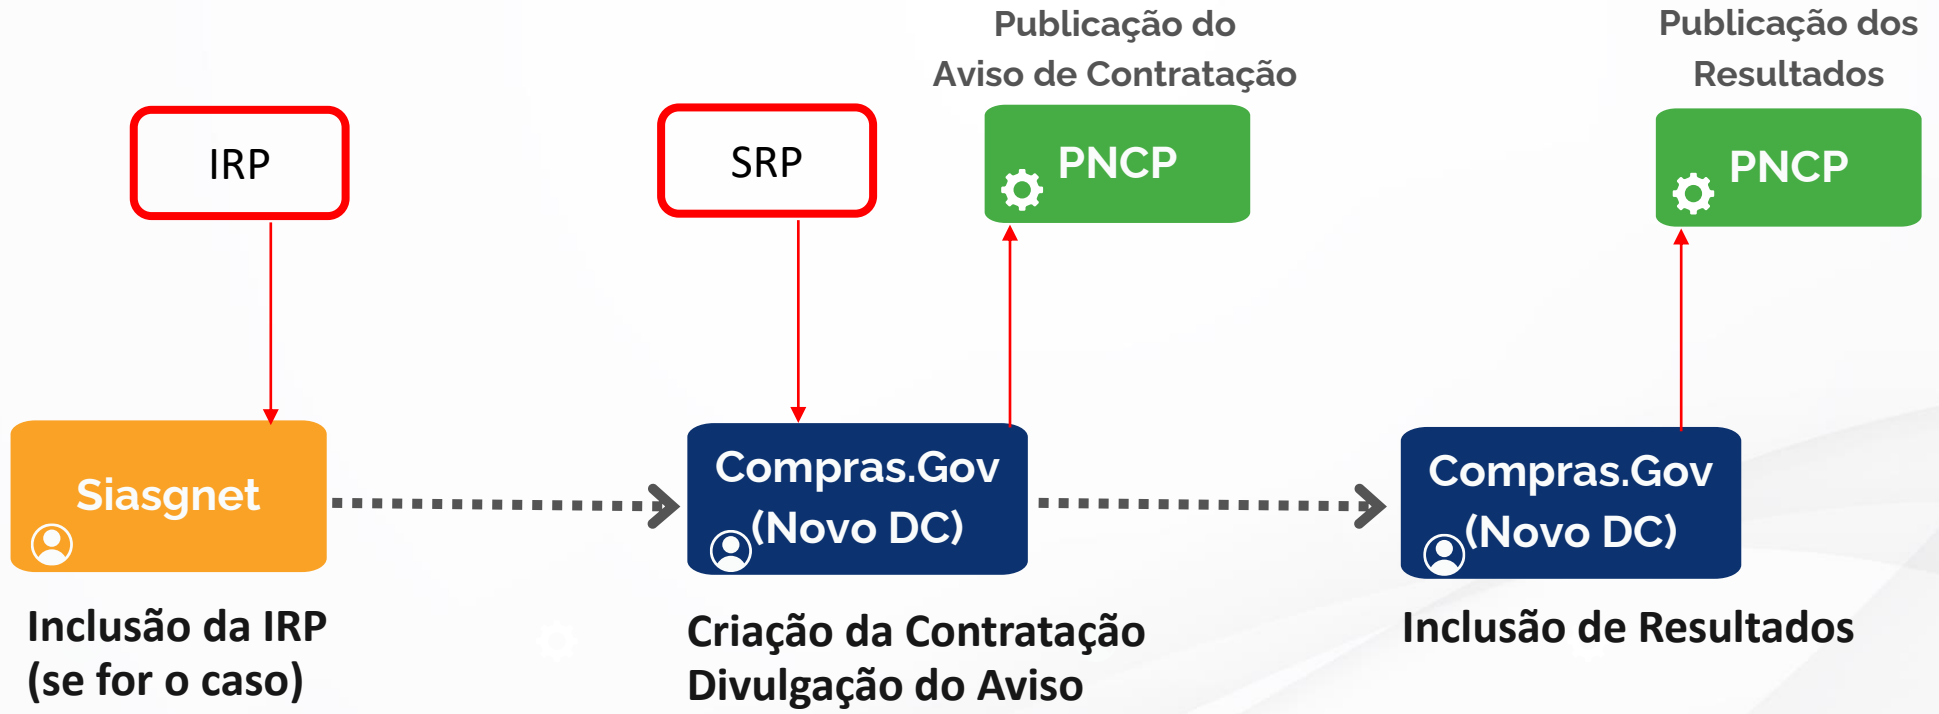 Publicação do
Aviso de Contratação
Publicação dos
Resultados
IRP
SRP
PNCP
PNCP
Siasgnet
Compras.Gov
(Novo DC)
Compras.Gov
(Novo DC)
Inclusão da IRP
(se for o caso)
Criação da Contratação
Divulgação do Aviso
Inclusão de Resultados